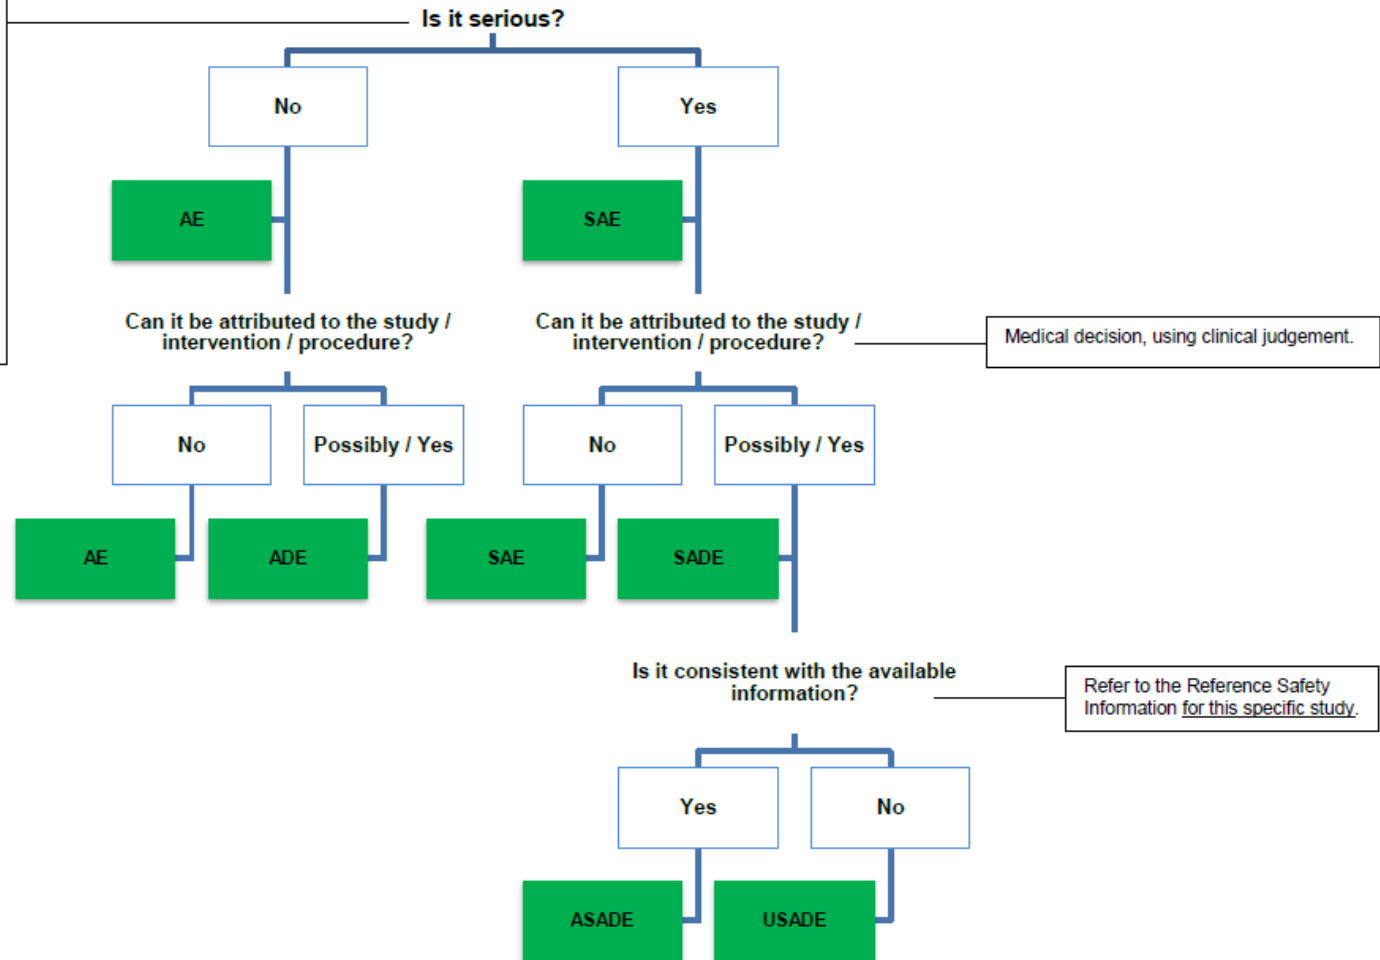 Is it serious?
No
Yes
AE
SAE
Can it be attributed to the study /
intervention / procedure?
Can it be attributed to the study /
intervention / procedure?
Medical decision, using clinical judgement.
No
Possibly / Yes
No
Possibly / Yes
AE
ADE
SAE
SADE
Is it consistent with the available
information?
Refer to the Reference Safety
Information for this specific study.
Yes
No
ASADE
USADE